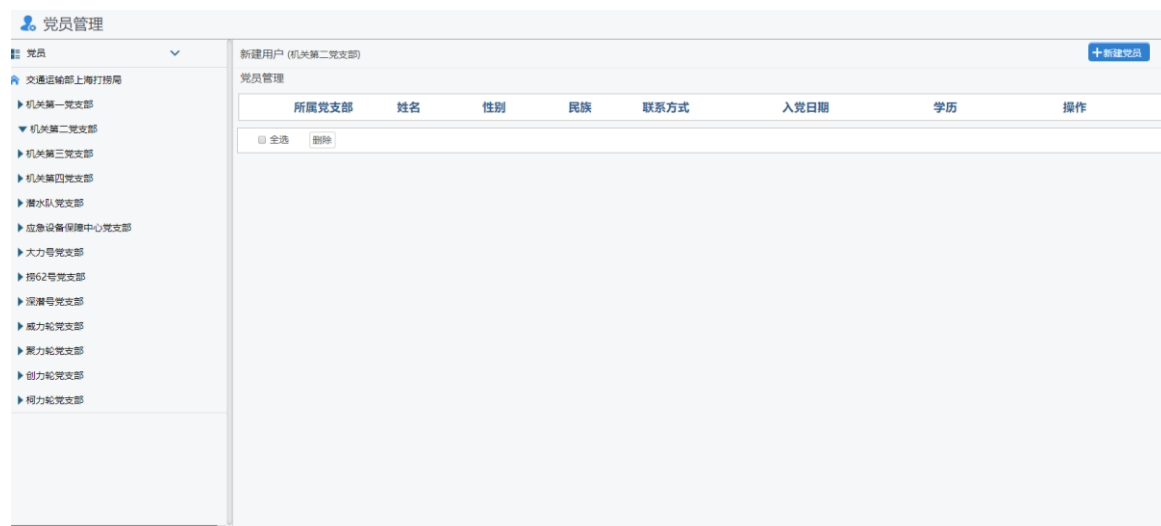 党员管理
党员
交通运输部上海打捞局
机关第一党支部
机关第二党支部
机关第三党支部
机关第四党支部
潜水队党支部
应急设备保障中心党支部
大力号党支部
捞62号党支部
深潜号党支部
威力轮党支部
聚力轮党支部
创力轮党支部
柯力轮党支部
新建用户 (机关第二党支部)
+新建党员
党员管理
所属党支部 姓名 性别 民族 联系方式 入党日期 学历 操作
全选 删除